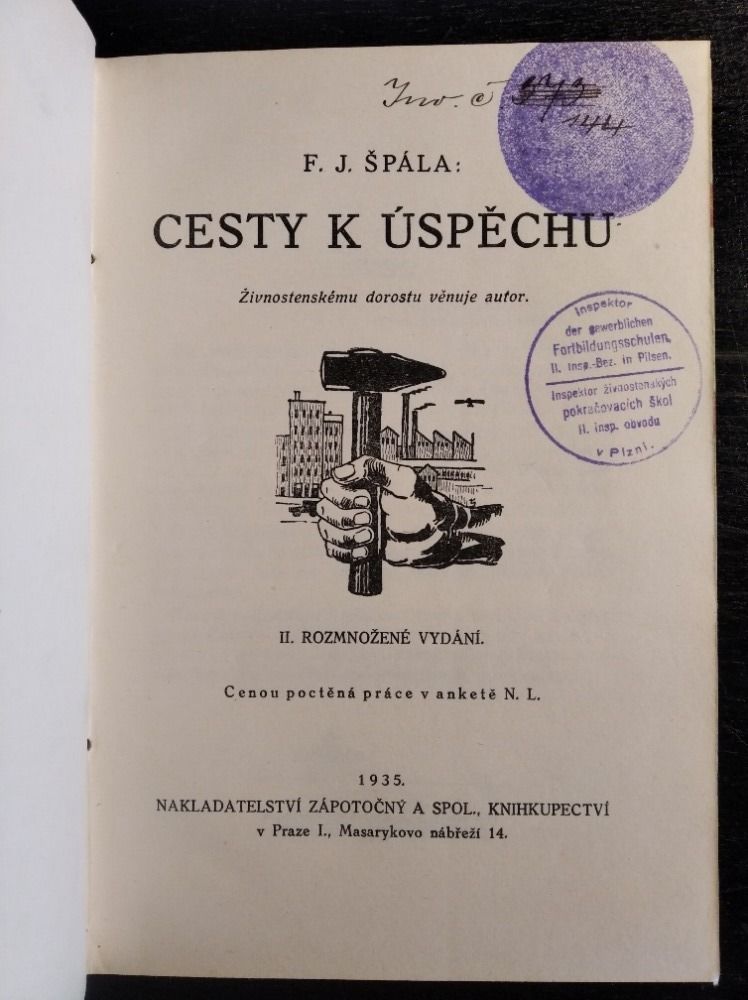 Inv. č 373
144
F. J. ŠPÁLA:
CESTY K ÚSPĚCHU
Živnostenskému dorostu věnuje autor.
Inspektor
der gewerblichen
Fortbildungsschulen,
II. Insp.-Bez. in Pilsen.
Inspektor živnostenských
pokračovacích škol
II. insp. obvodu
v Plzni.
II. ROZMNOŽENÉ VYDÁNÍ.
Cenou poctěná práce v anketě N. L.
1935.
NAKLADATELSTVÍ ZÁPOTOČNÝ A SPOL., KNIHKUPECTVÍ
v Praze I., Masarykovo nábřeží 14.